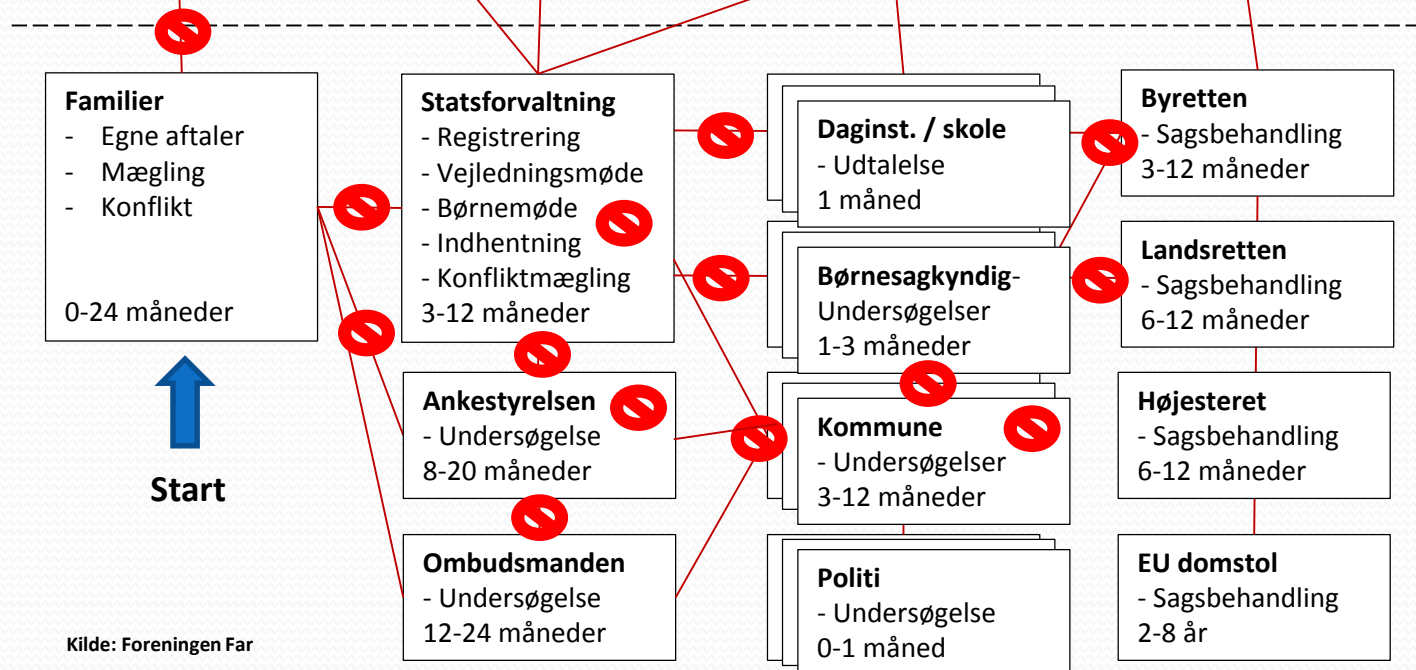 Familier
- Egne aftaler
- Mægling
- Konflikt
0-24 måneder
Start
Kilde: Foreningen Far
Statsforvaltning
- Registrering
- Vejledningsmøde
- Børnemøde
- Indhentning
- Konfliktmægling
3-12 måneder
Ankestyrelsen
- Undersøgelse
8-20 måneder
Ombudsmanden
- Undersøgelse
12-24 måneder
Daginst. / skole
- Udtalelse
1 måned
Børnesagkyndig-
Undersøgelser
1-3 måneder
Kommune
- Undersøgelser
3-12 måneder
Politi
- Undersøgelse
0-1 måned
Byretten
- Sagsbehandling
3-12 måneder
Landsretten
- Sagsbehandling
6-12 måneder
Højesteret
- Sagsbehandling
6-12 måneder
EU domstol
- Sagsbehandling
2-8 år